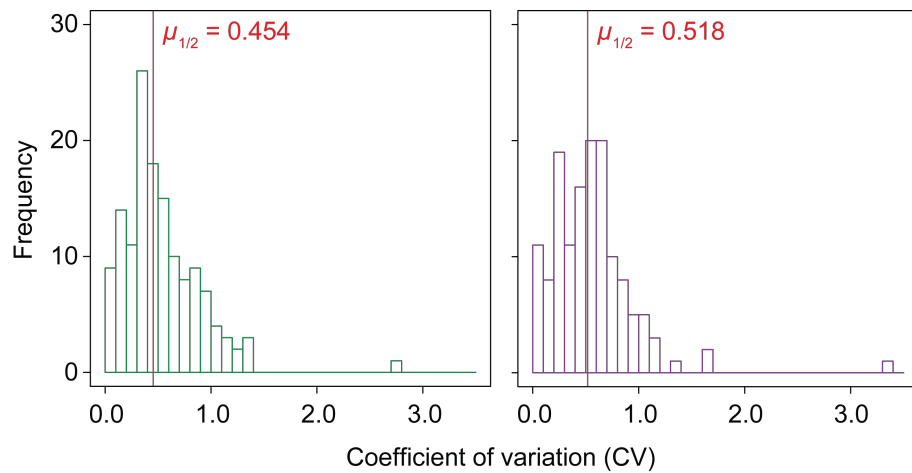 30
20
10
0
Frequency
μ1/2 = 0.454
μ1/2 = 0.518
0.0 1.0 2.0 3.0
0.0 1.0 2.0 3.0
Coefficient of variation (CV)